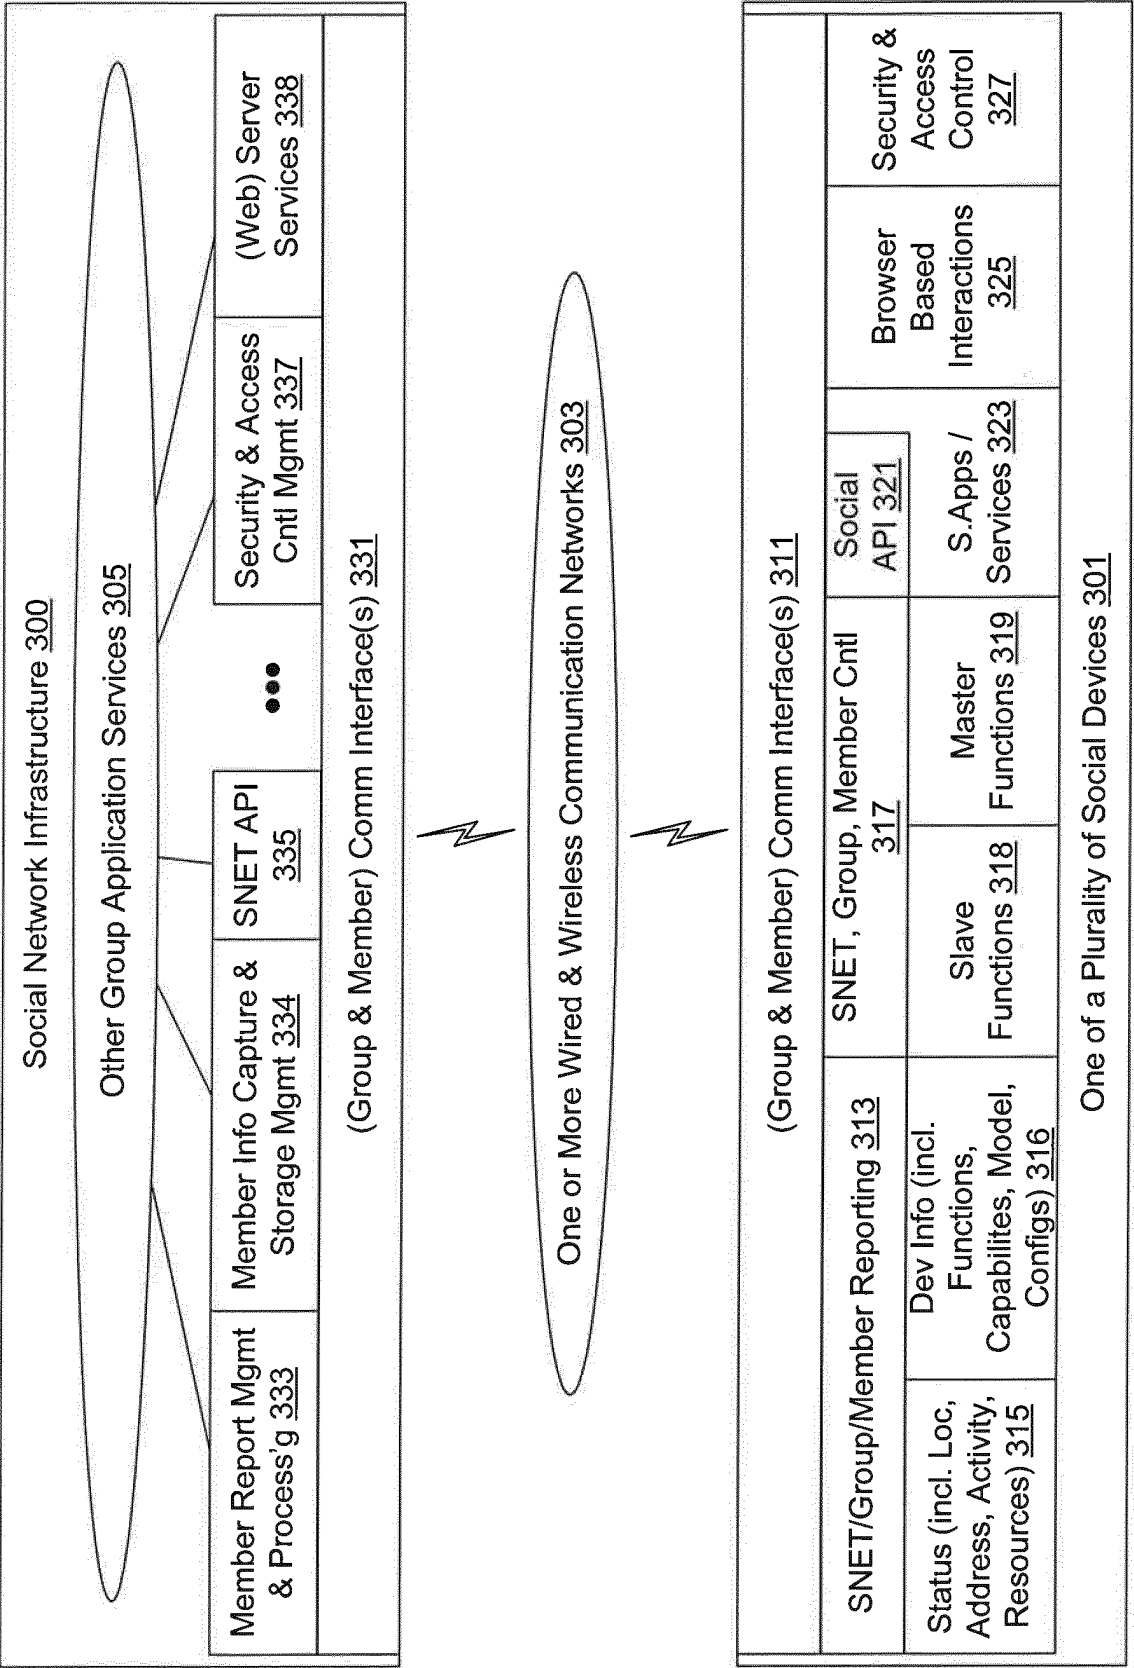 Social Network Infrastructure 300
Other Group Application Services 305
Member Report Mgmt
& Process'g 333
Member Info Capture &
Storage Mgmt 334
SNET API
335
•••
Security & Access
Cntl Mgmt 337
(Web) Server
Services 338
(Group & Member) Comm Interface(s) 331
One or More Wired & Wireless Communication Networks 303
(Group & Member) Comm Interface(s) 311
SNET/Group/Member Reporting 313
Status (incl. Loc,
Address, Activity,
Resources) 315
Dev Info (incl.
Functions,
Capabilites, Model,
Configs) 316
SNET, Group, Member Cntl
317
Slave
Functions 318
Master
Functions 319
Social
API 321
S.Apps /
Services 323
Browser
Based
Interactions
325
Security &
Access
Control
327
One of a Plurality of Social Devices 301